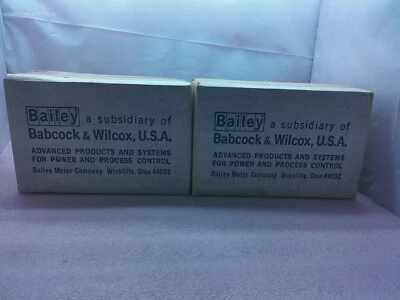 Bailey a subsidiary of
Babcock & Wilcox, U.S.A.
ADVANCED PRODUCTS AND SYSTEMS
FOR POWER AND PROCESS CONTROL
Bailey Meter Company Wickliffe, Ohio 44092
Bailey a subsidiary of
Babcock & Wilcox, U.S.A.
ADVANCED PRODUCTS AND SYSTEMS
FOR POWER AND PROCESS CONTROL
Bailey Meter Company Wickliffe, Ohio 44092